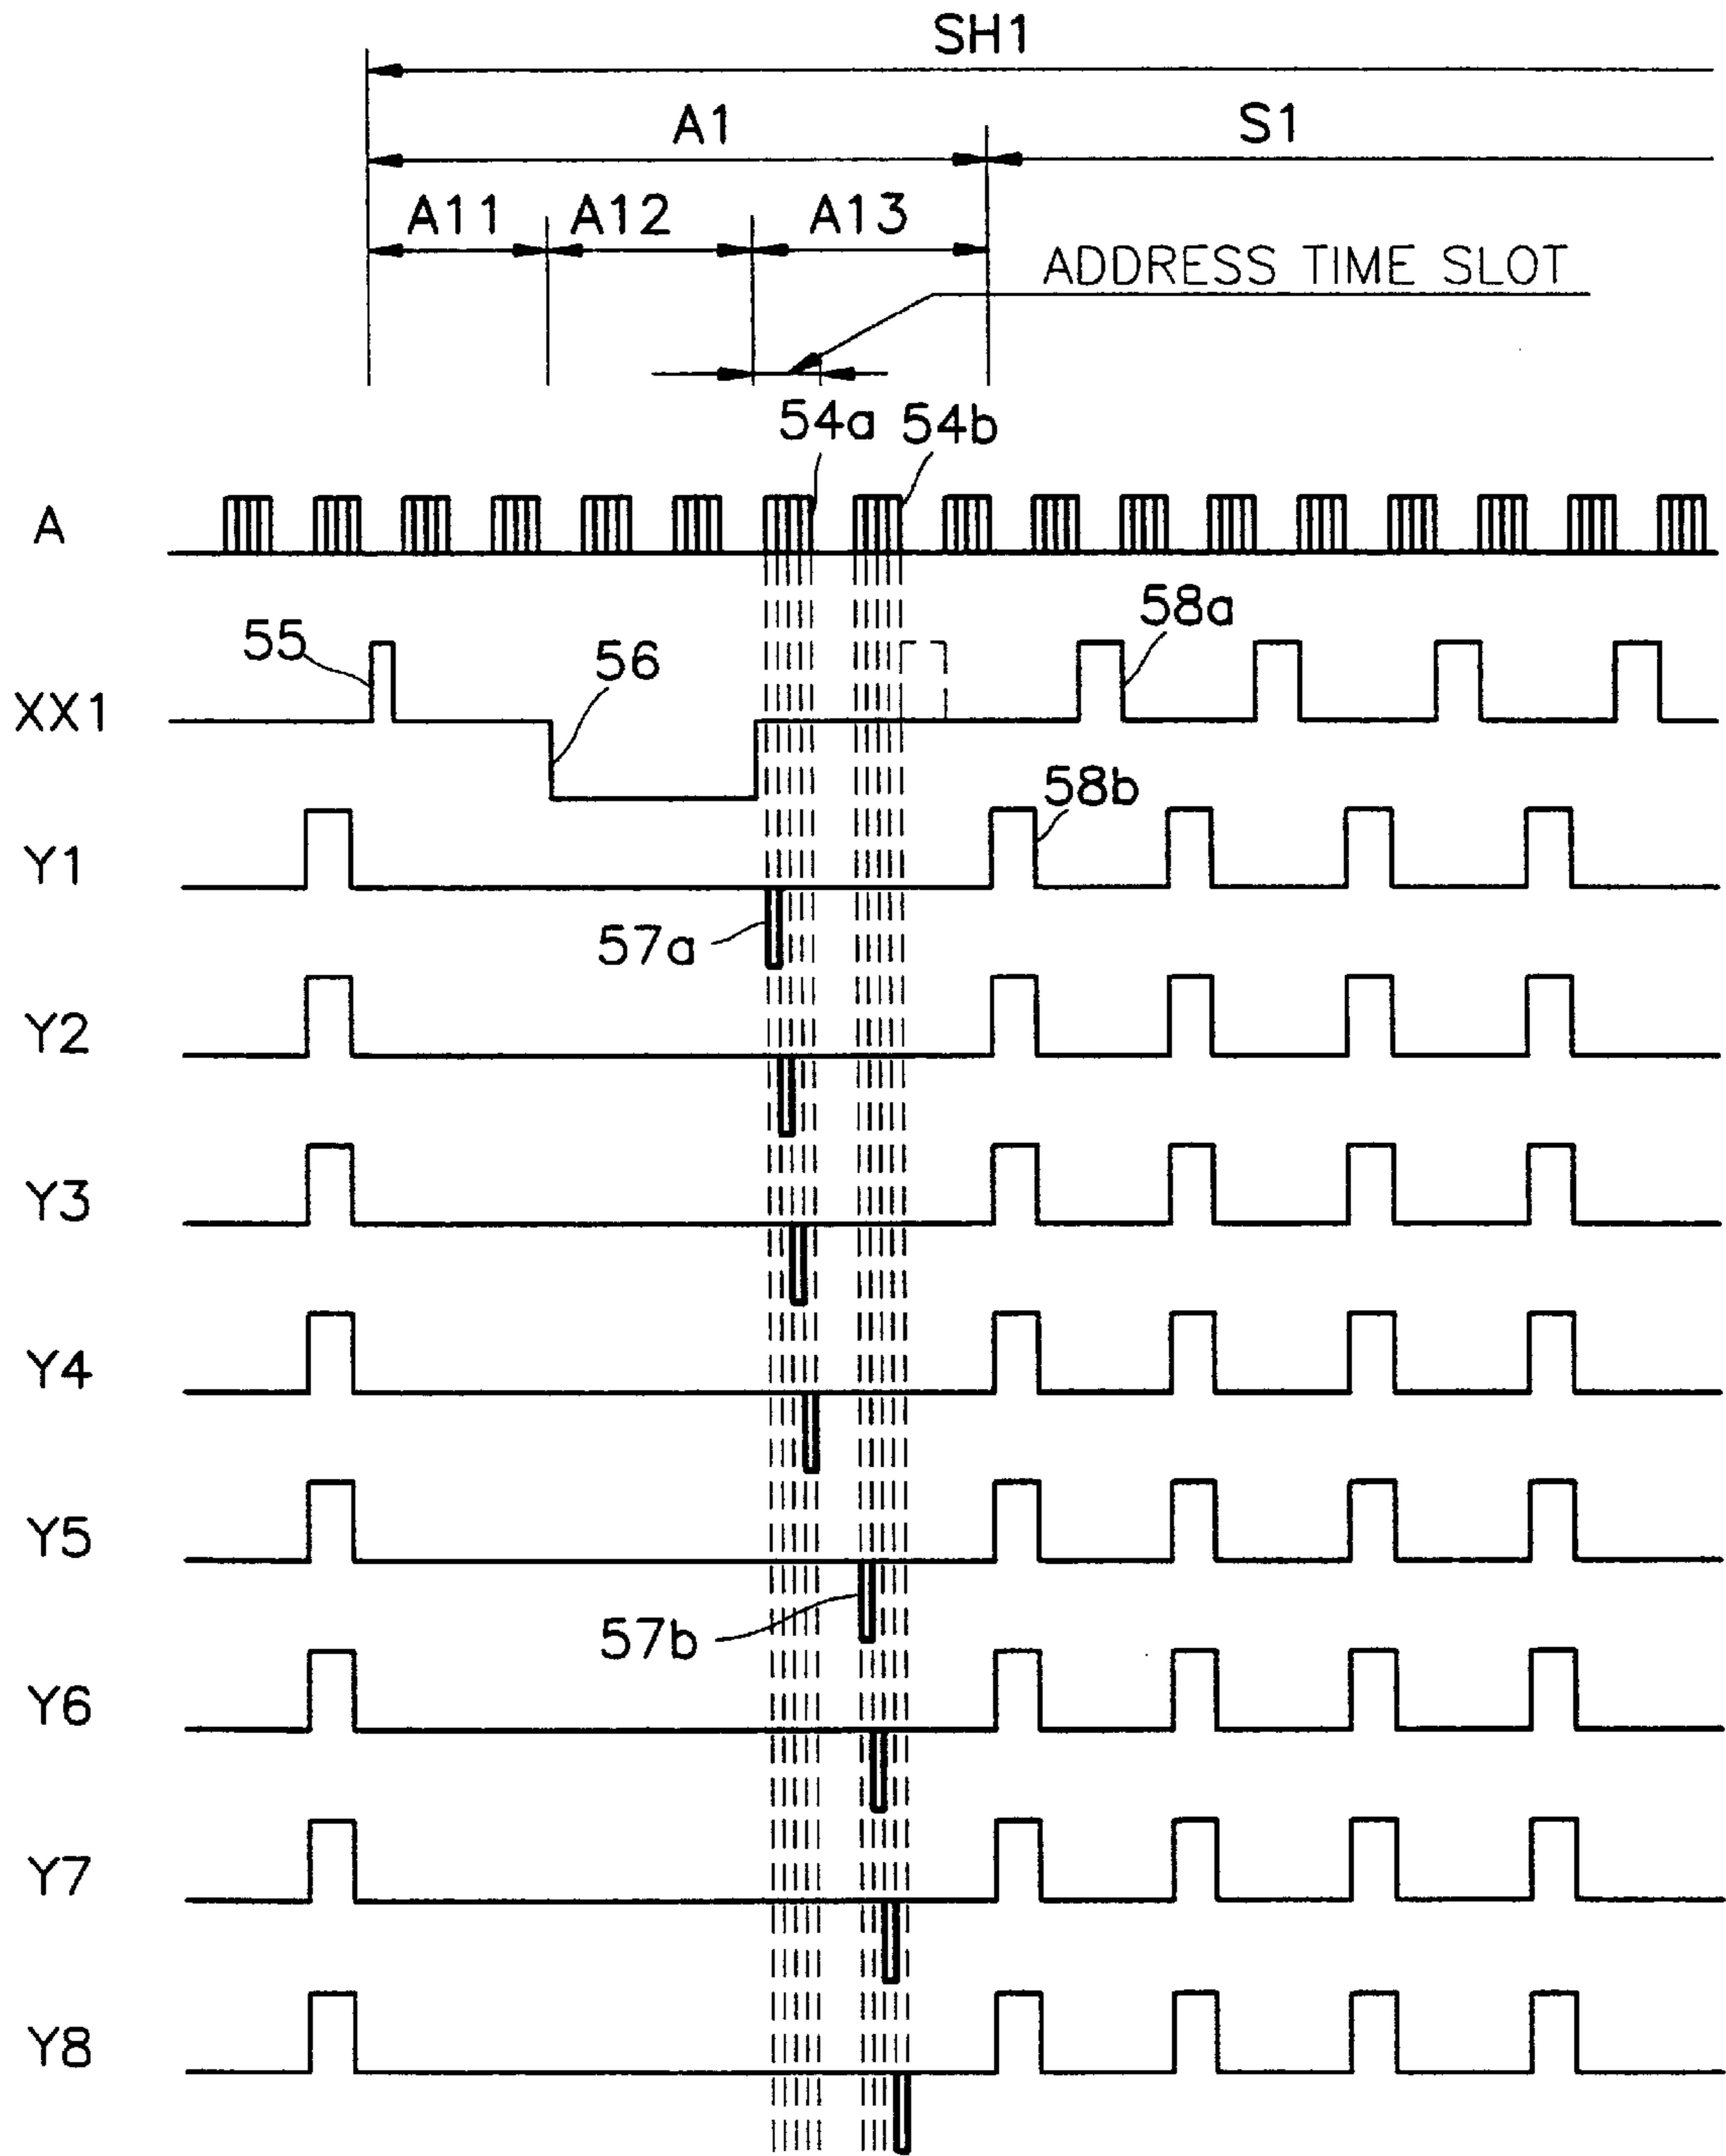 SH1
A1 S1
A11 A12 A13
ADDRESS TIME SLOT
54a 54b
A
55 56 58a
XX1
58b
Y1
57a
Y2
Y3
Y4
Y5
57b
Y6
Y7
Y8